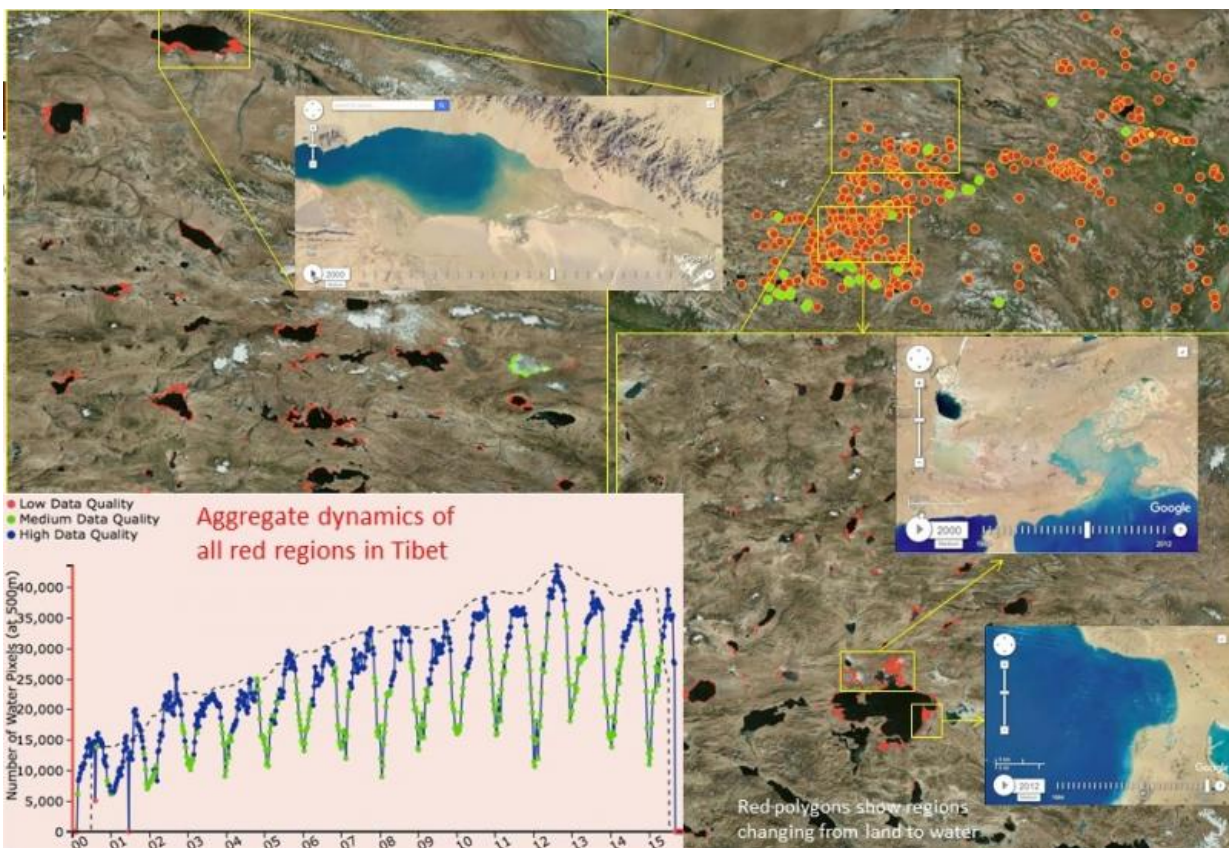 2000
Google
2000
Google
2012
2012
Google
1984
Low Data Quality
Medium Data Quality
High Data Quality
Aggregate dynamics of
all red regions in Tibet
Number of Water Pixels (at 500m)
40,000
35,000
30,000
25,000
20,000
15,000
10,000
5,000
0
00
01
02
03
04
05
06
07
08
09
10
11
12
13
14
15
Red polygons show regions
changing from land to water